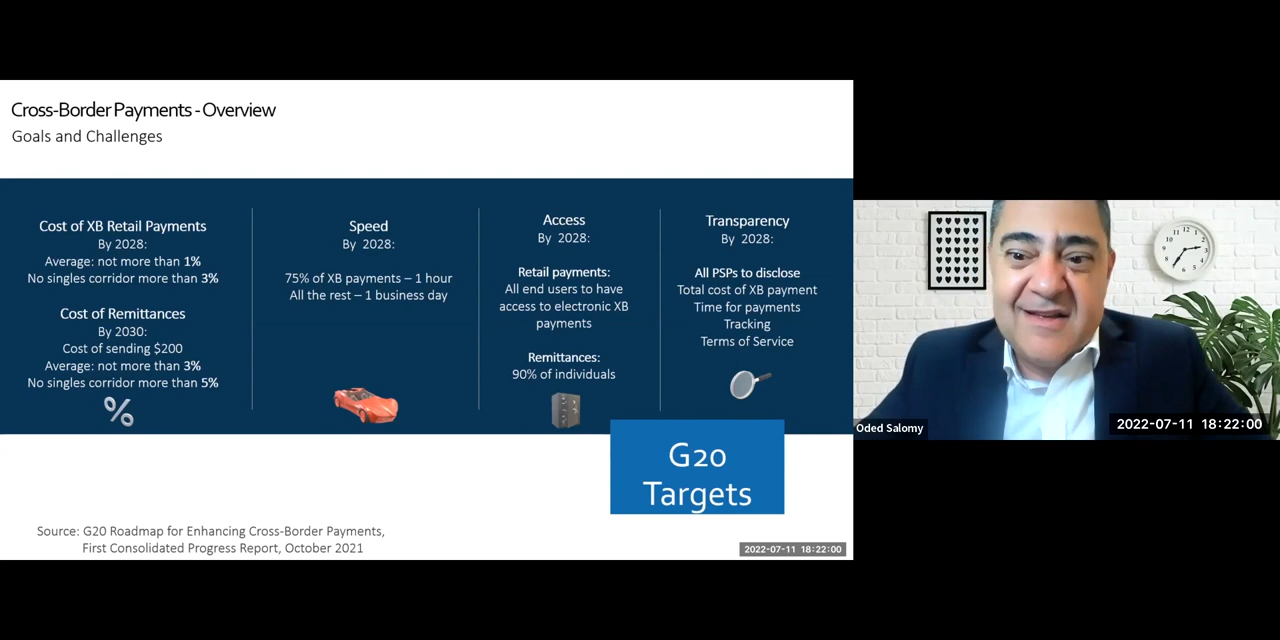 Cross-Border Payments - Overview
Goals and Challenges
Cost of XB Retail Payments
By 2028:
Average: not more than 1%
No singles corridor more than 3%
Cost of Remittances
By 2030:
Cost of sending $200
Average: not more than 3%
No singles corridor more than 5%
%
Speed
By 2028:
75% of XB payments – 1 hour
All the rest – 1 business day
Access
By 2028:
Retail payments:
All end users to have
access to electronic XB
payments
Remittances:
90% of individuals
Transparency
By 2028:
All PSPs to disclose
Total cost of XB payment
Time for payments
Tracking
Terms of Service
G20
Targets
Source: G20 Roadmap for Enhancing Cross-Border Payments,
First Consolidated Progress Report, October 2021
2022-07-11 18:22:00
Oded Salomy
2022-07-11 18:22:00